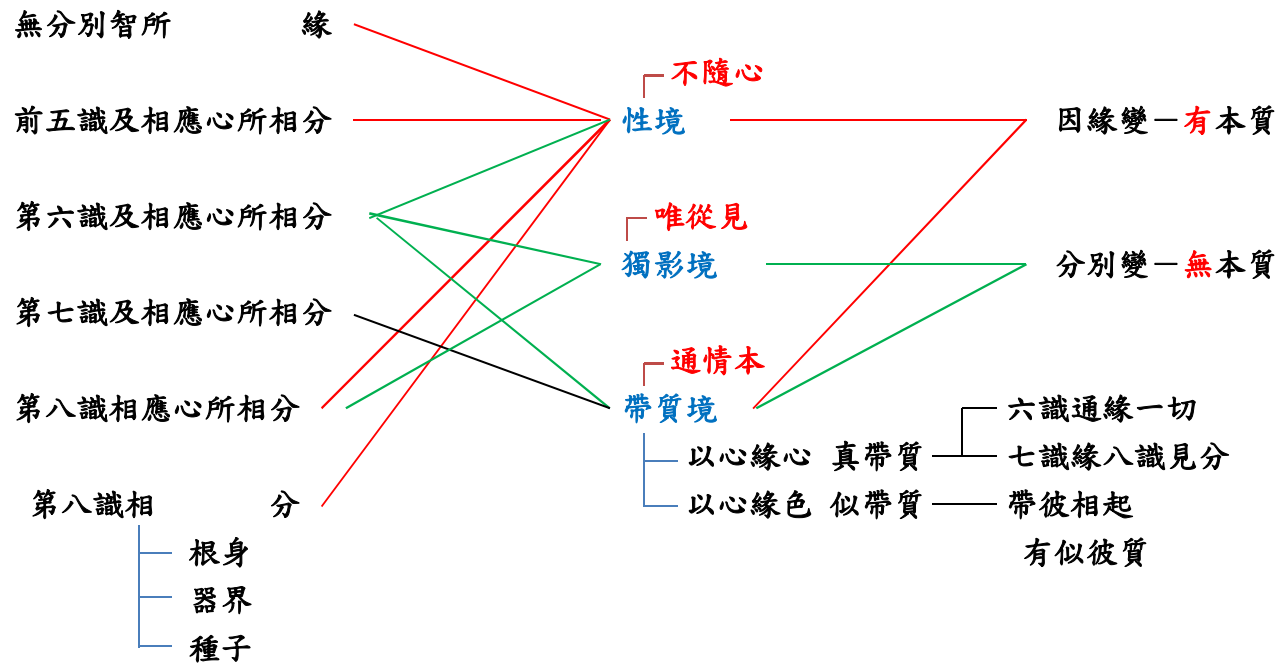 無分別智所緣
前五識及相應心所相分
第六識及相應心所相分
第七識及相應心所相分
第八識相應心所相分
第八識相分
根身
器界
種子
不隨心
性境
唯從見
獨影境
通情本
帶質境
以心緣心 真帶質
以心緣色 似帶質
六識通緣一切
七識緣八識見分
帶彼相起
有似彼質
因緣變－有本質
分別變－無本質